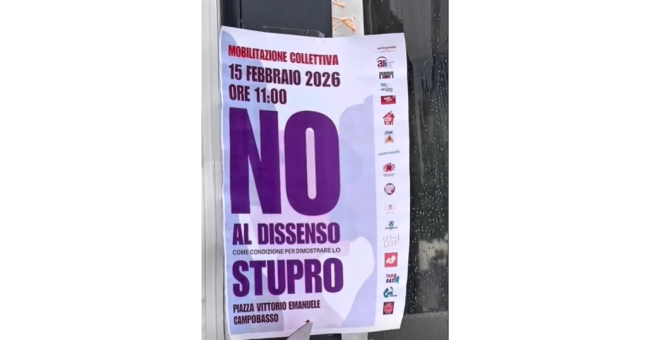 MOBILITAZIONE COLLETTIVA
15 FEBBRAIO 2026
ORE 11:00
NO
AL DISSENSO
COME CONDIZIONE PER DIMOSTRARE LO
STUPRO
PIAZZA VITTORIO EMANUELE
CAMPOBASSO
ali